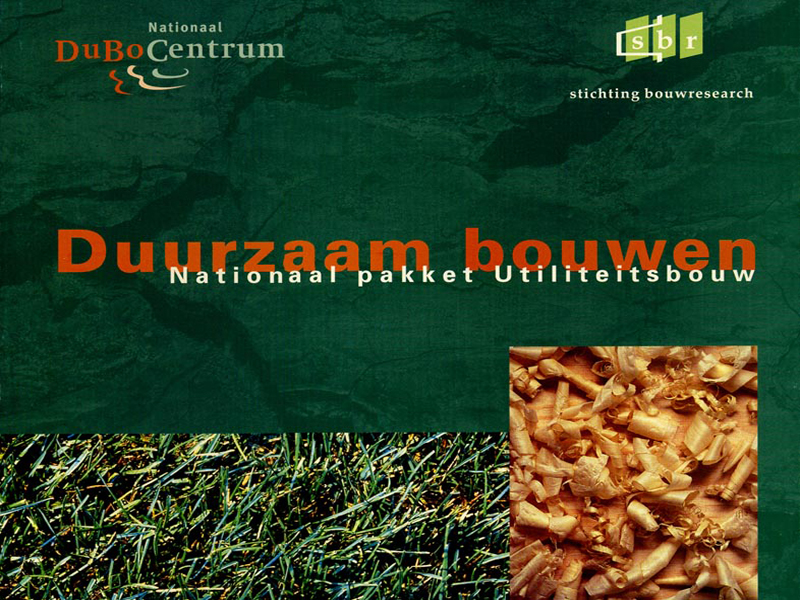 Nationaal
DuBoCentrum
sbr
stichting bouwresearch
Duurzaam bouwen
Nationaal pakket Utiliteitsbouw